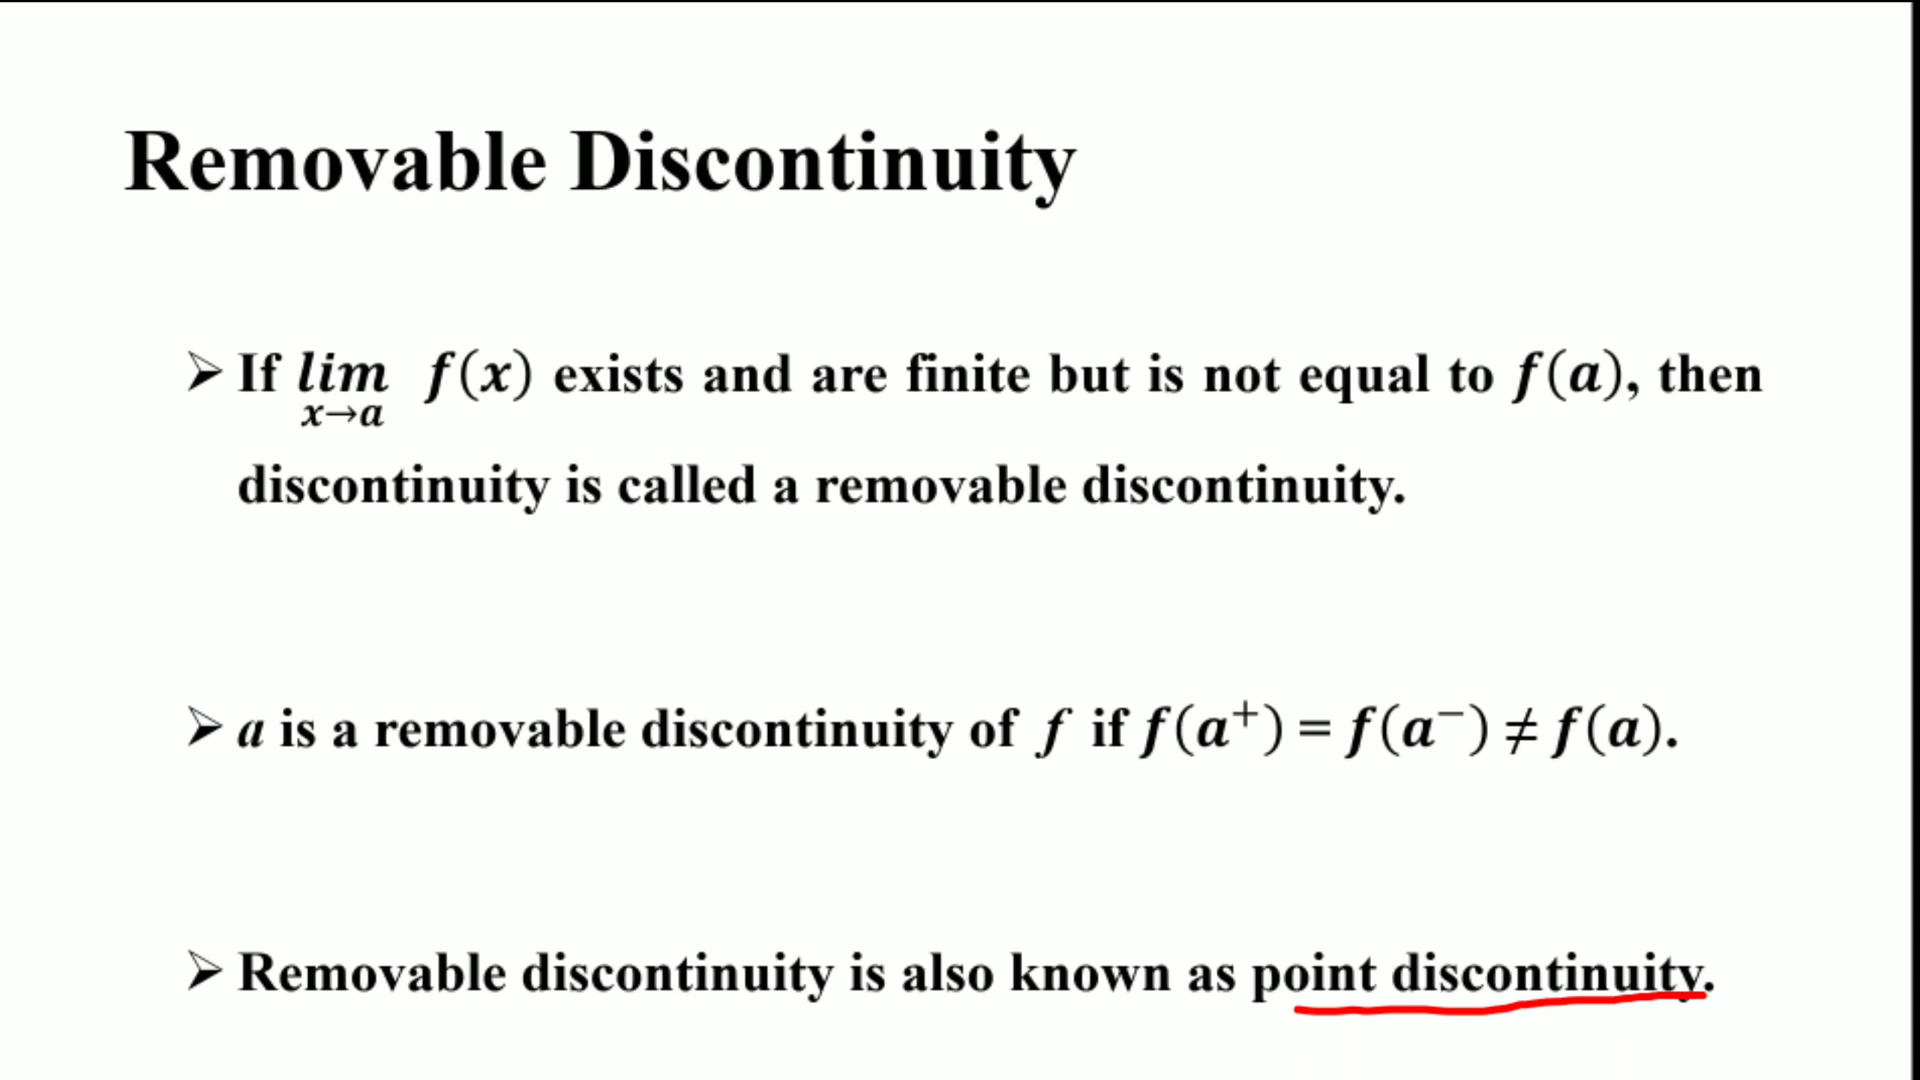 Removable Discontinuity
➢ If lim x→a f(x) exists and are finite but is not equal to f(a), then
discontinuity is called a removable discontinuity.
➢ a is a removable discontinuity of f if f(a⁺) = f(a⁻) ≠ f(a).
➢ Removable discontinuity is also known as point discontinuity.